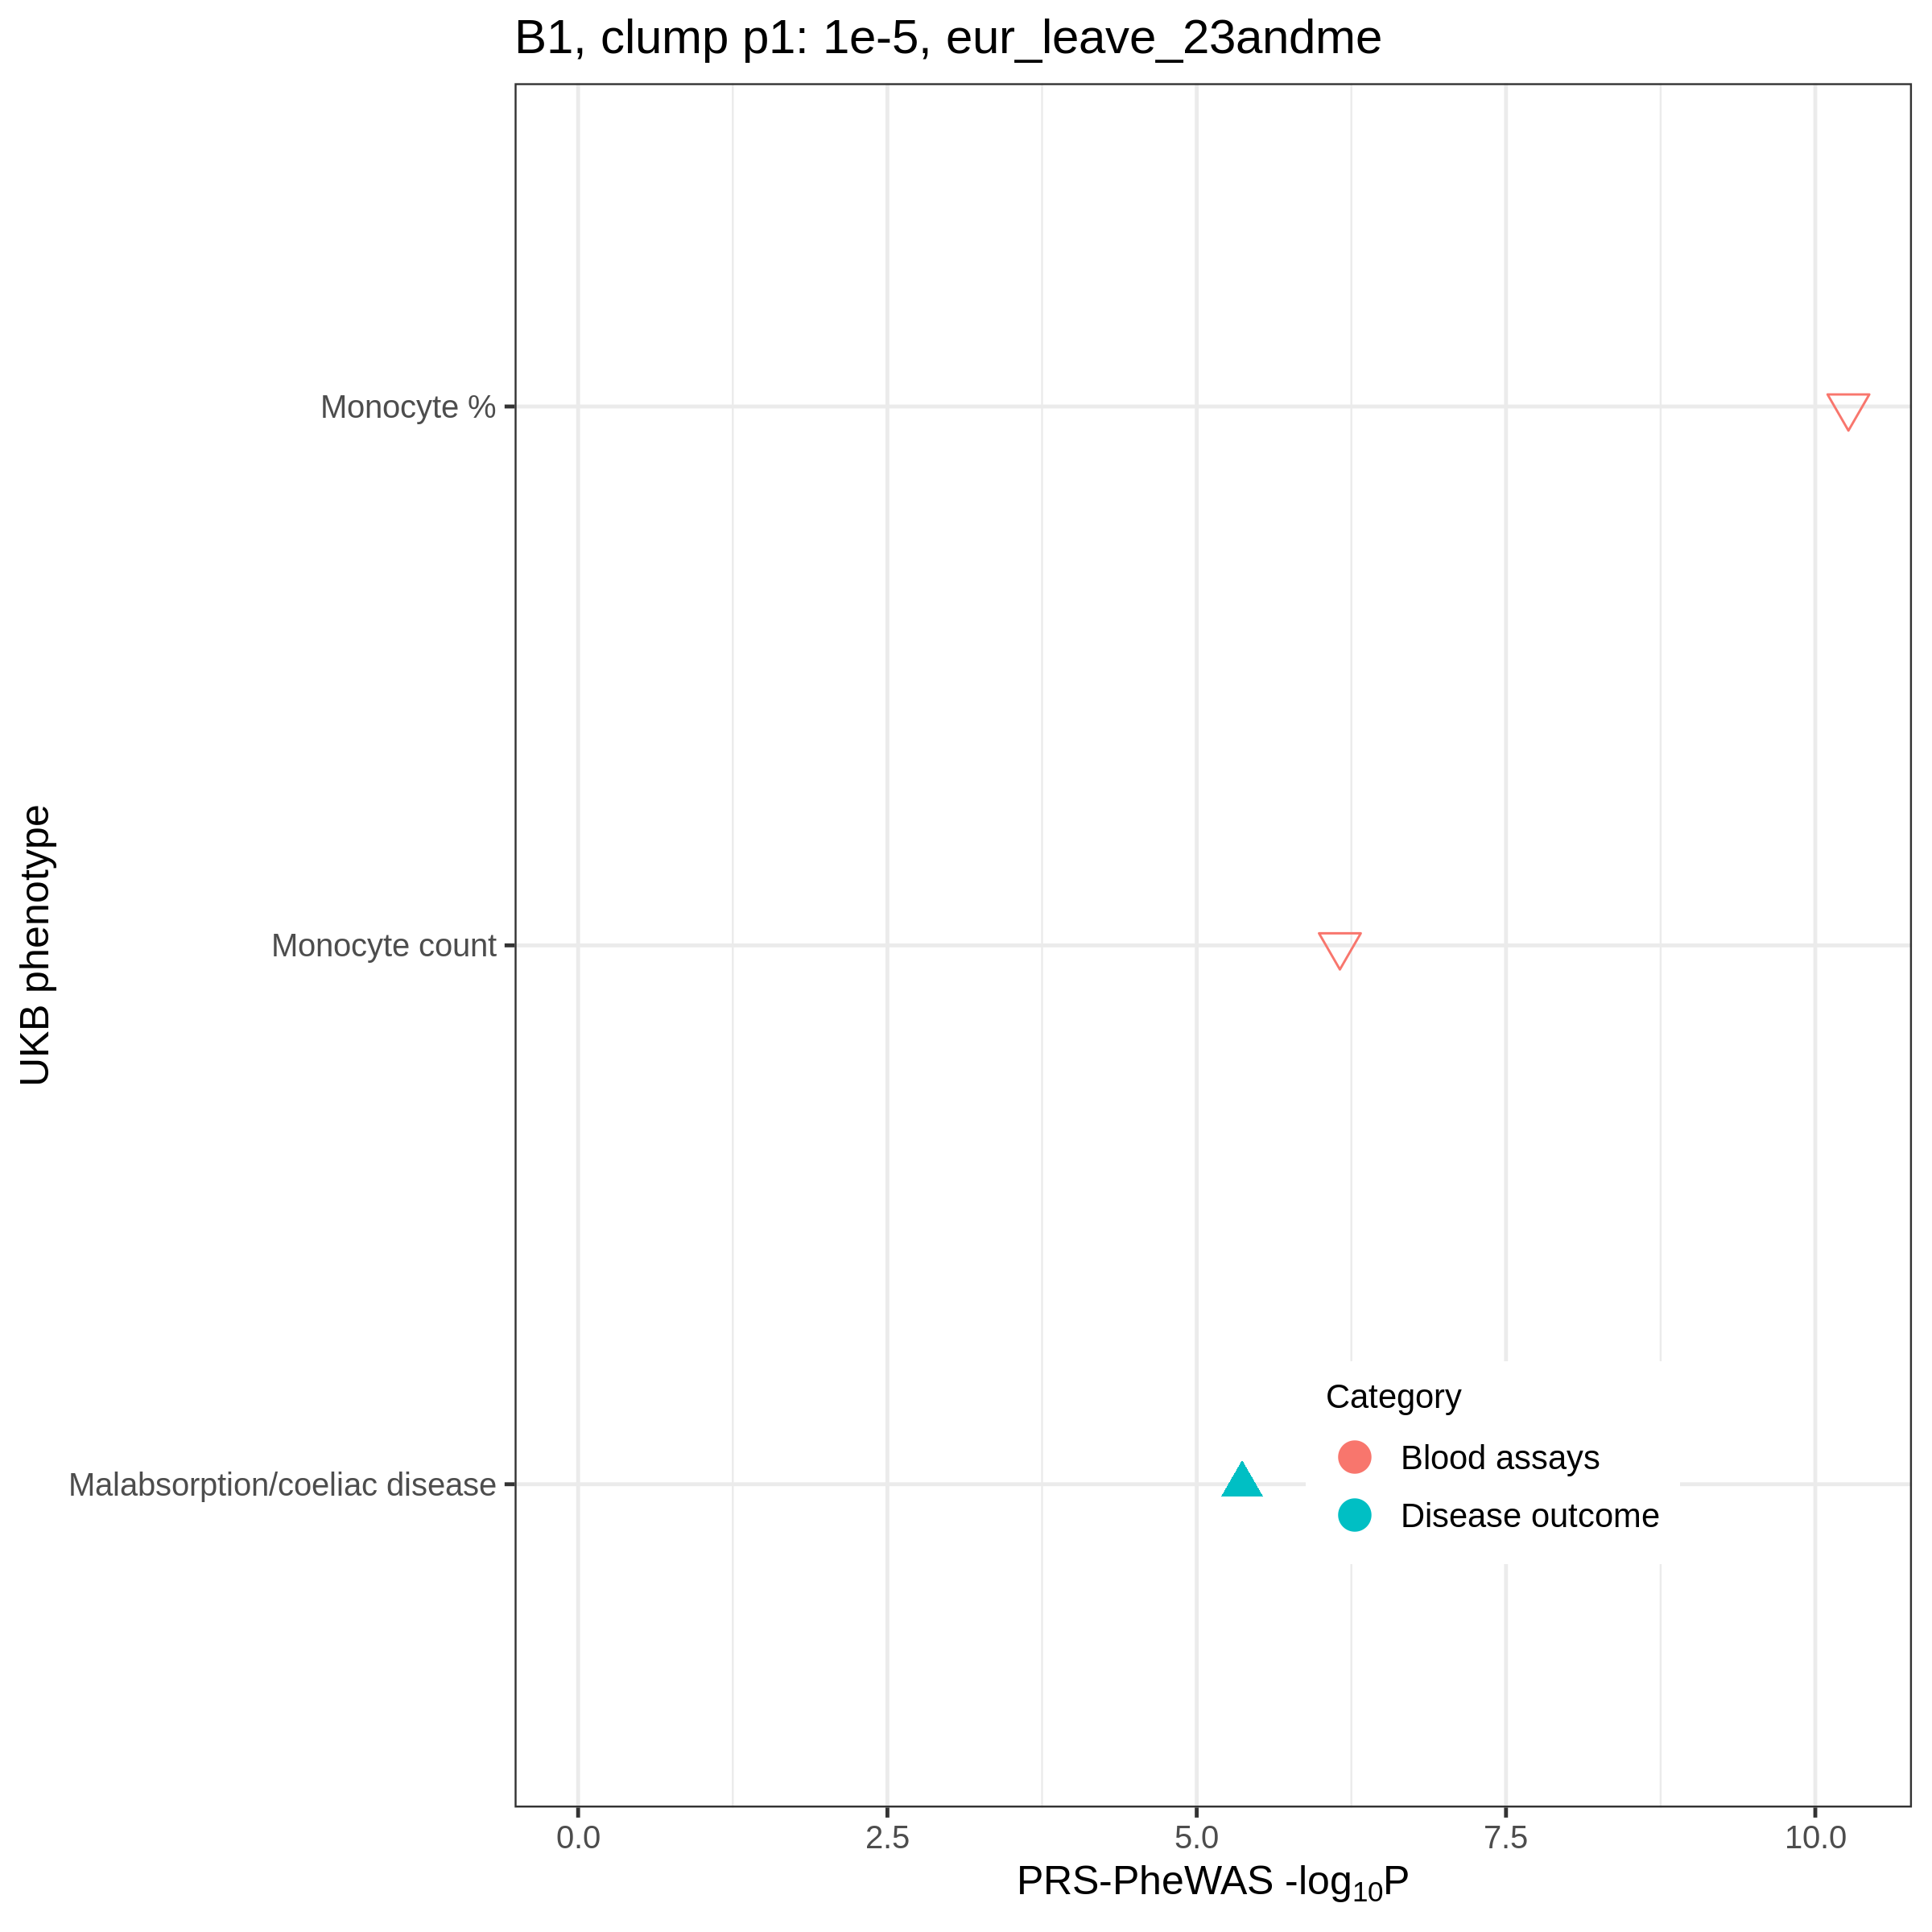 B1, clump p1: 1e-5, eur_leave_23andme
UKB phenotype
Monocyte %
Monocyte count
Malabsorption/coeliac disease
Category
Blood assays
Disease outcome
0.0 2.5 5.0 7.5 10.0
PRS-PheWAS -log₁₀P